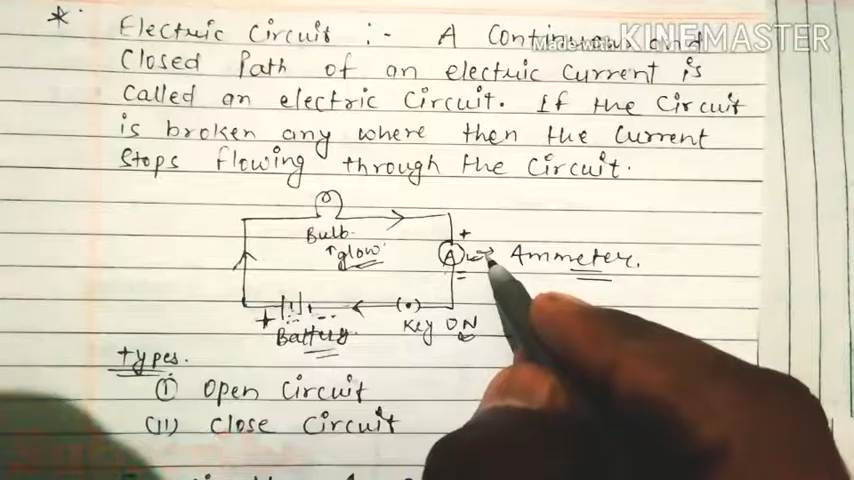 Made with KINEMASTER
* Electric Circuit :- A Continuous and
Closed Path of an electric Current is
Called an electric Circuit. If the Circuit
is broken any where then the Current
Stops flowing through the Circuit.
Bulb
↑glow
+
A → Ammeter.
=
+
Battery
Key ON
types.
(i) Open Circuit
(ii) Close Circuit